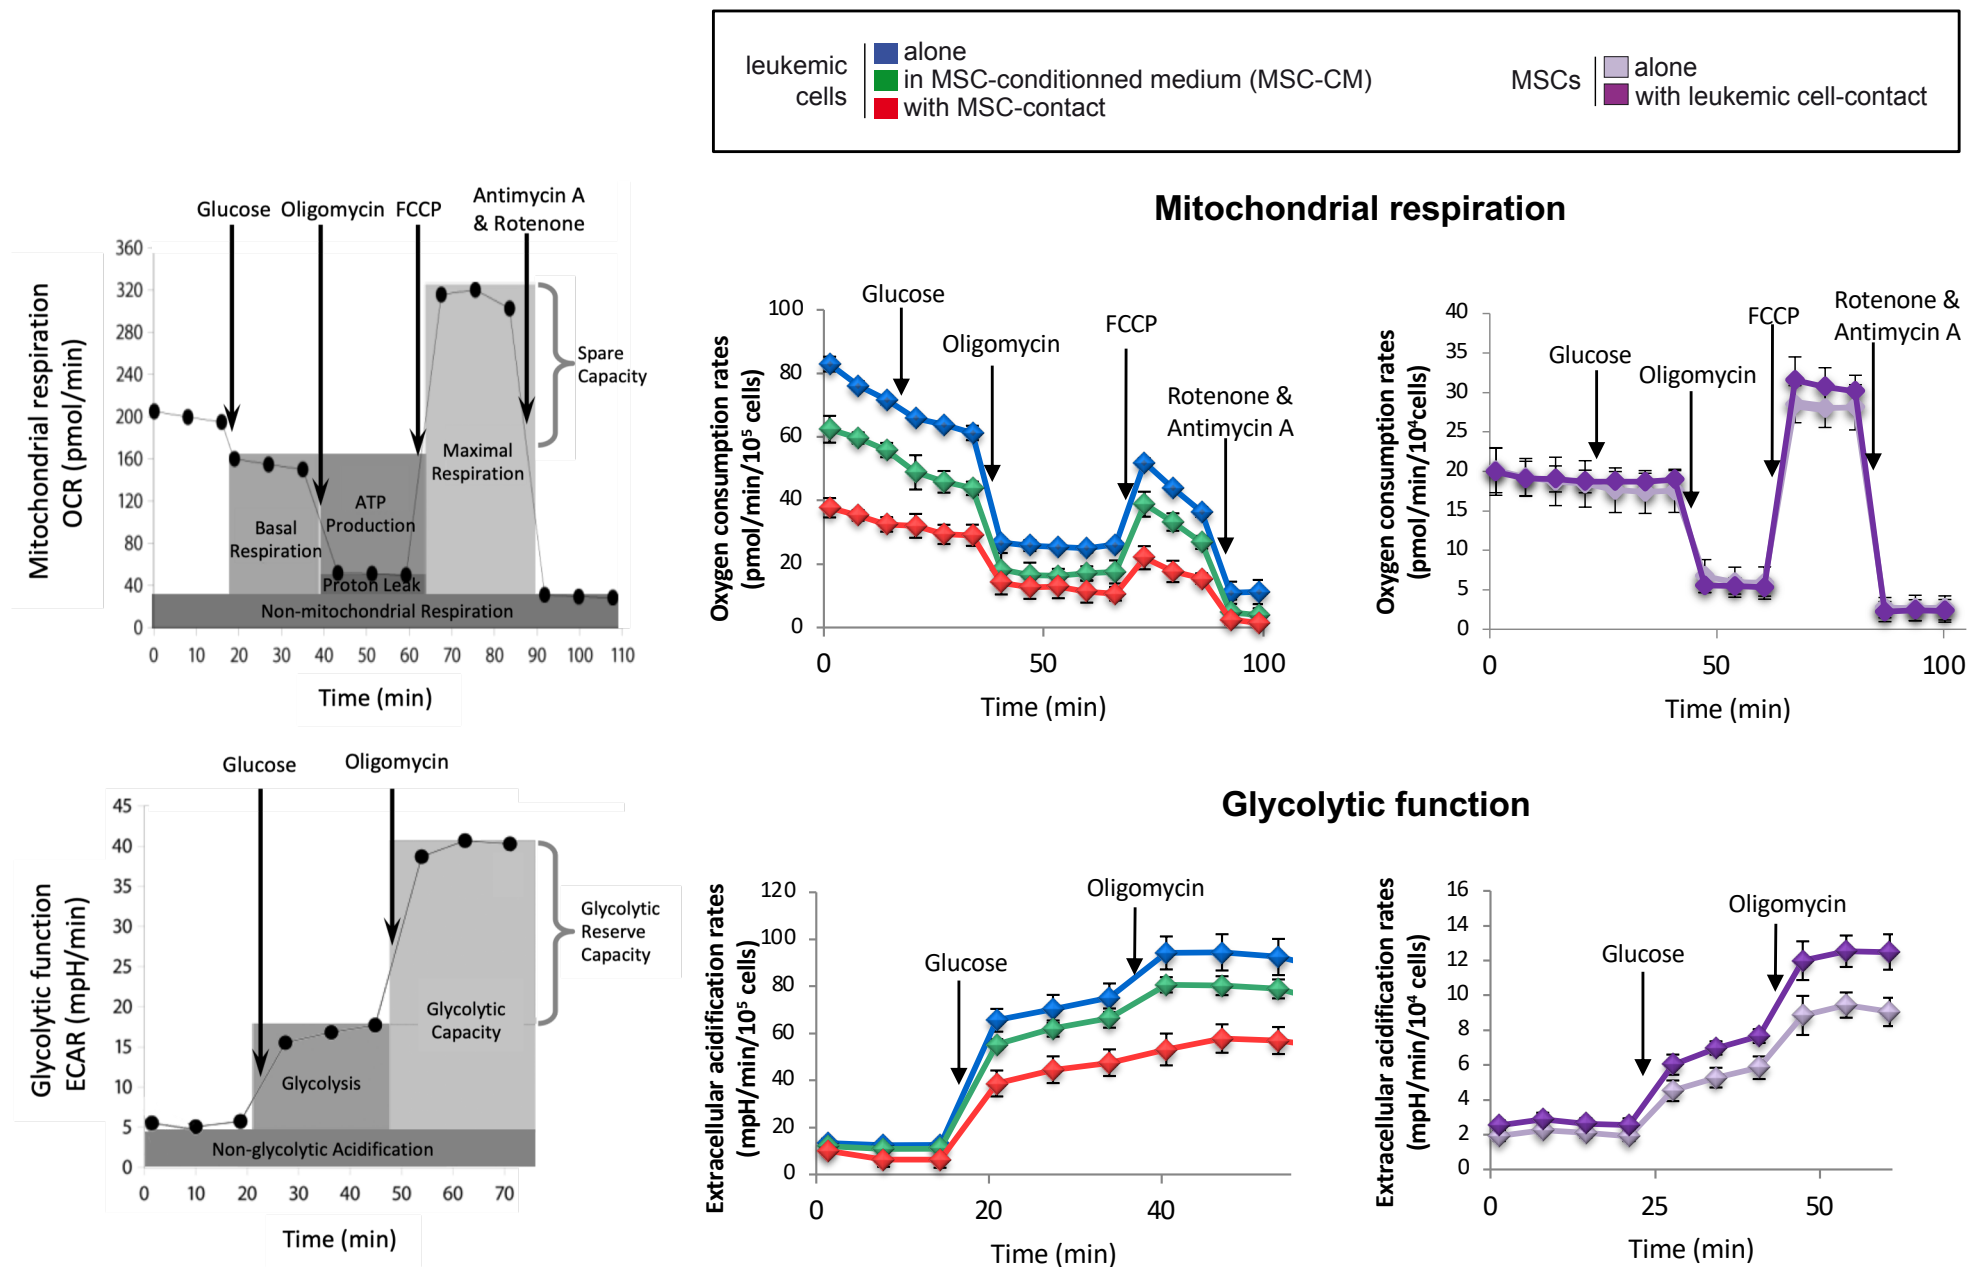 leukemic
cells
alone
in MSC-conditionned medium (MSC-CM)
with MSC-contact
MSCs
alone
with leukemic cell-contact
Glucose
Oligomycin
FCCP
Antimycin A
& Rotenone
Mitochondrial respiration
OCR (pmol/min)
360
320
280
240
200
160
120
80
40
0
Spare
Capacity
Maximal
Respiration
ATP
Production
Basal
Respiration
Proton Leak
Non-mitochondrial Respiration
0 10 20 30 40 50 60 70 80 90 100 110
Time (min)
Mitochondrial respiration
Oxygen consumption rates
(pmol/min/10⁵ cells)
100
80
60
40
20
0
Glucose
Oligomycin
FCCP
Rotenone &
Antimycin A
0 50 100
Time (min)
Oxygen consumption rates
(pmol/min/10⁴cells)
40
35
30
25
20
15
10
5
0
Glucose
Oligomycin
FCCP
Rotenone &
Antimycin A
0 50 100
Time (min)
Glucose
Oligomycin
Glycolytic function
ECAR (mpH/min)
45
40
35
30
25
20
15
10
5
0
Glycolytic
Reserve
Capacity
Glycolytic
Capacity
Glycolysis
Non-glycolytic Acidification
0 10 20 30 40 50 60 70
Time (min)
Glycolytic function
Extracellular acidification rates
(mpH/min/10⁵ cells)
120
100
80
60
40
20
0
Glucose
Oligomycin
0 20 40
Time (min)
Extracellular acidification rates
(mpH/min/10⁴ cells)
16
14
12
10
8
6
4
2
0
Glucose
Oligomycin
0 25 50
Time (min)